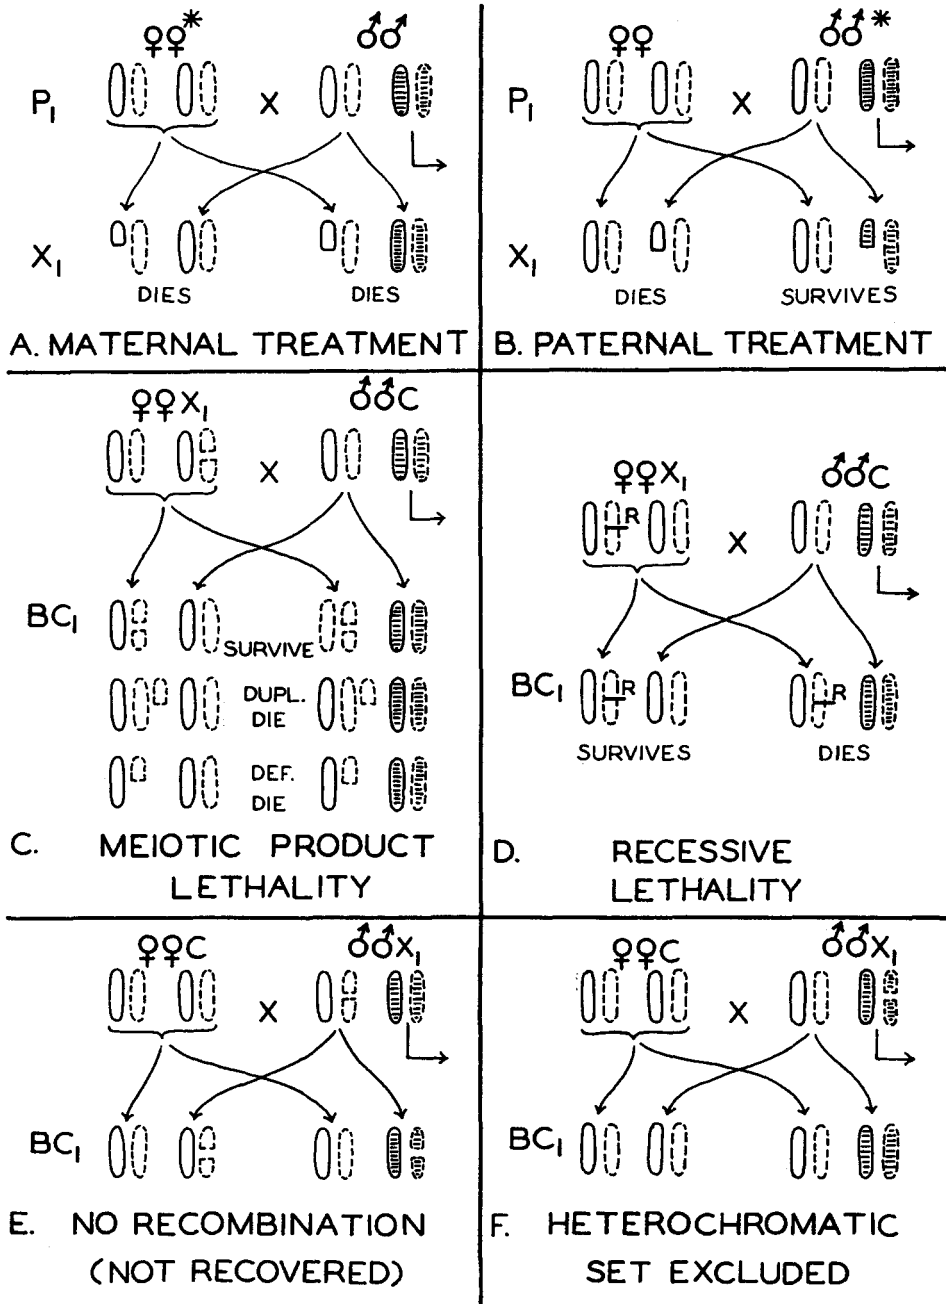 ♀♀* ♂♂
P₁ X
X₁
DIES DIES
A. MATERNAL TREATMENT
♀♀ ♂♂*
P₁ X
X₁
DIES SURVIVES
B. PATERNAL TREATMENT
♀♀X₁ ♂♂C
X
BC₁
SURVIVE
DUPL.
DIE
DEF.
DIE
C. MEIOTIC PRODUCT
LETHALITY
♀♀X₁ ♂♂C
R
X
BC₁ R R
SURVIVES DIES
D. RECESSIVE
LETHALITY
♀♀C ♂♂X₁
X
BC₁
E. NO RECOMBINATION
(NOT RECOVERED)
♀♀C ♂♂X₁
X
BC₁
F. HETEROCHROMATIC
SET EXCLUDED